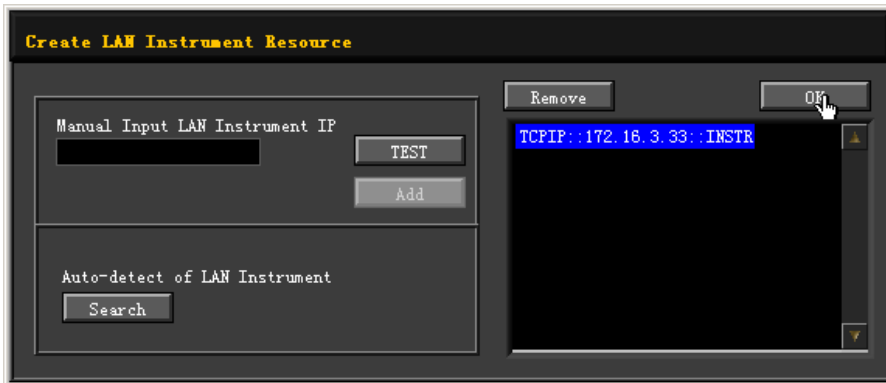 Create LAN Instrument Resource
Manual Input LAN Instrument IP
TEST
Add
Auto-detect of LAN Instrument
Search
Remove
OK
TCPIP::172.16.3.33::INSTR